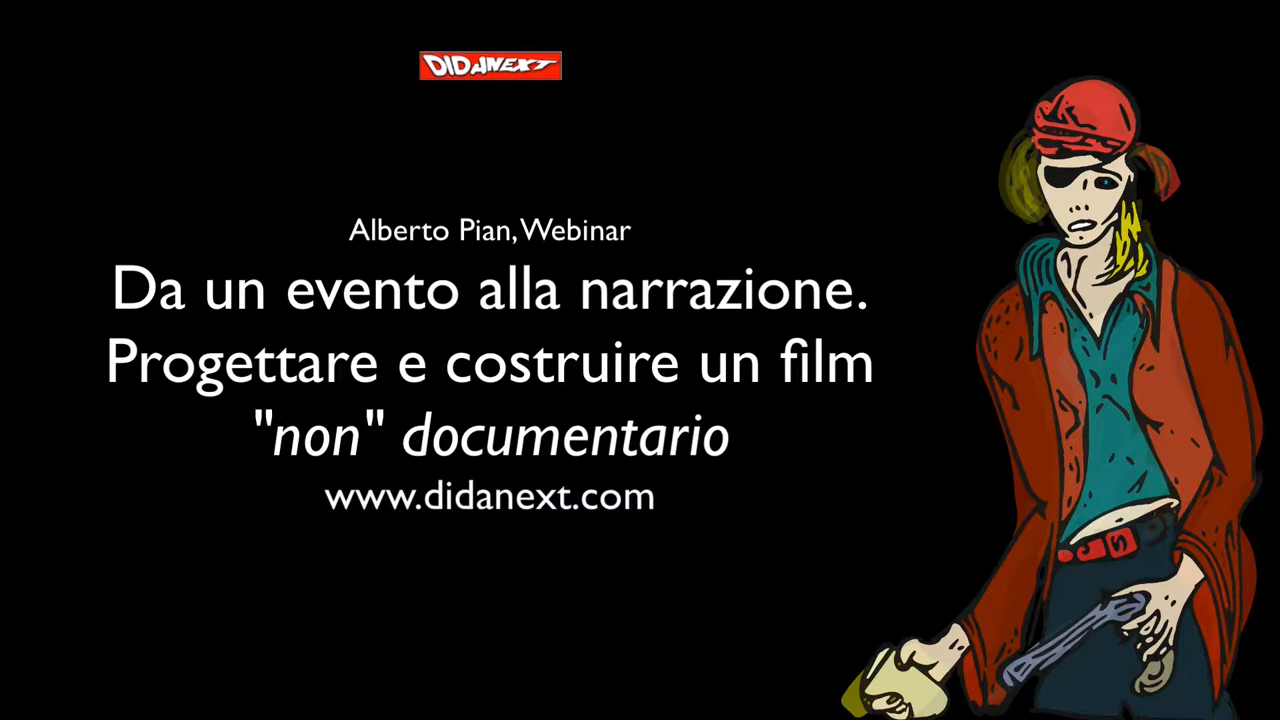 DIDANEXT
Alberto Pian, Webinar
Da un evento alla narrazione.
Progettare e costruire un film
"non" documentario
www.didanext.com